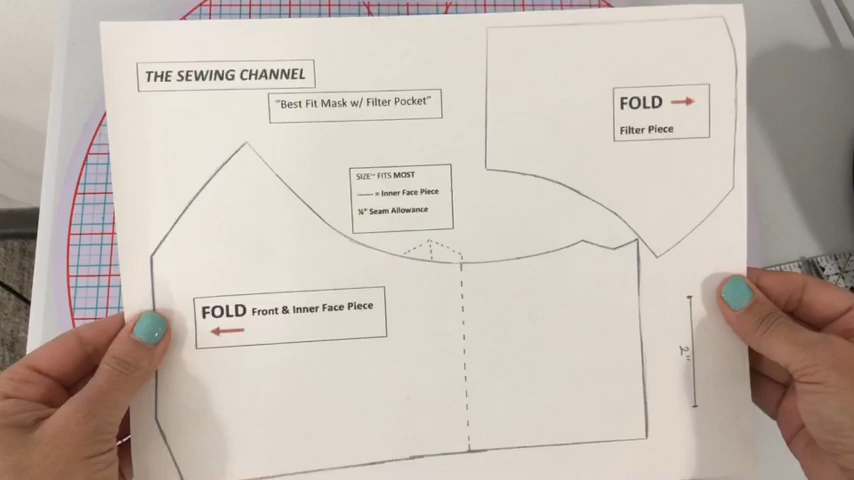 THE SEWING CHANNEL
"Best Fit Mask w/ Filter Pocket"
FOLD →
Filter Piece
SIZE~ FITS MOST
—— = Inner Face Piece
¼" Seam Allowance
FOLD Front & Inner Face Piece
←
2"